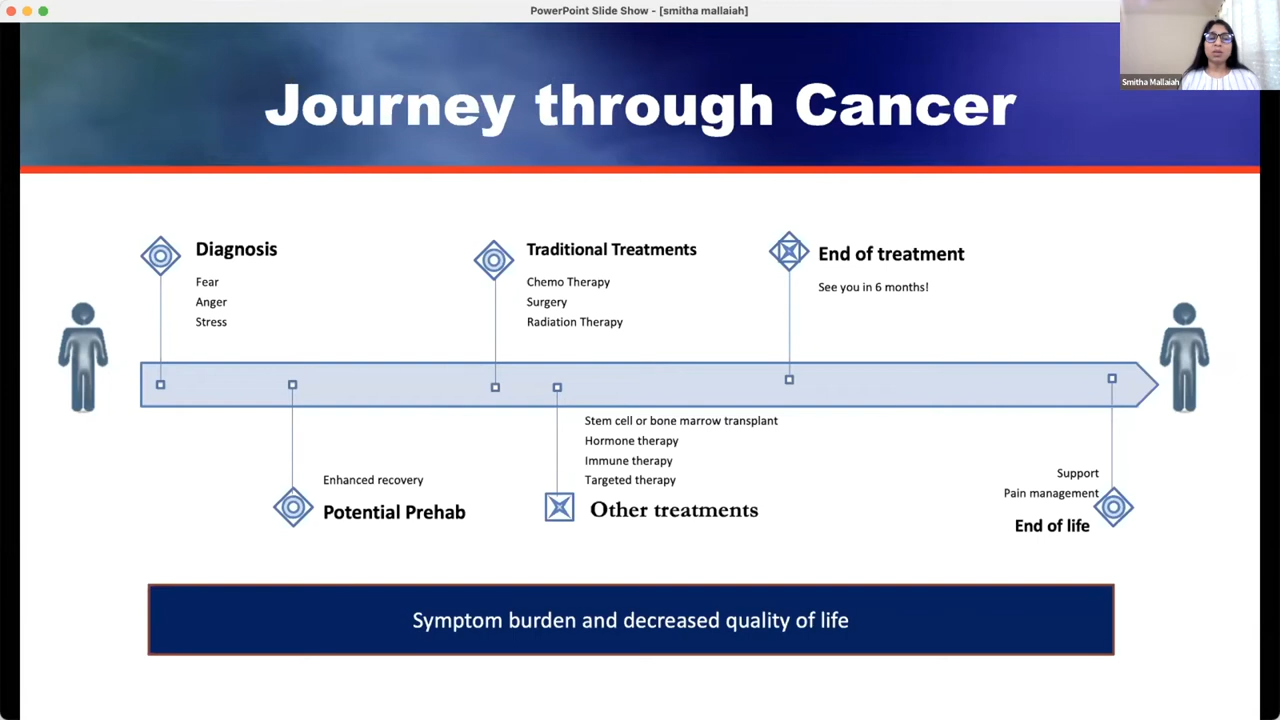 PowerPoint Slide Show - [smitha mallaiah]
Smitha Mallaiah
Journey through Cancer
Diagnosis
Fear
Anger
Stress
Traditional Treatments
Chemo Therapy
Surgery
Radiation Therapy
End of treatment
See you in 6 months!
Enhanced recovery
Potential Prehab
Stem cell or bone marrow transplant
Hormone therapy
Immune therapy
Targeted therapy
Other treatments
Support
Pain management
End of life
Symptom burden and decreased quality of life